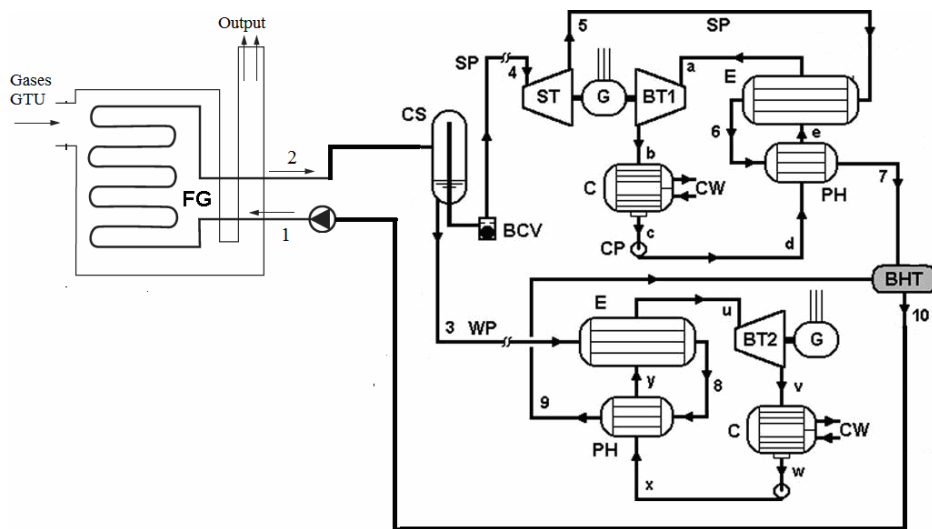 Output
Gases
GTU
FG
2
1
CS
BCV
SP
4
5
SP
ST
G
BT1
a
E
6
e
PH
7
b
C
CW
c
CP
d
BHT
10
3
WP
E
u
BT2
G
y
8
9
PH
v
C
CW
w
x